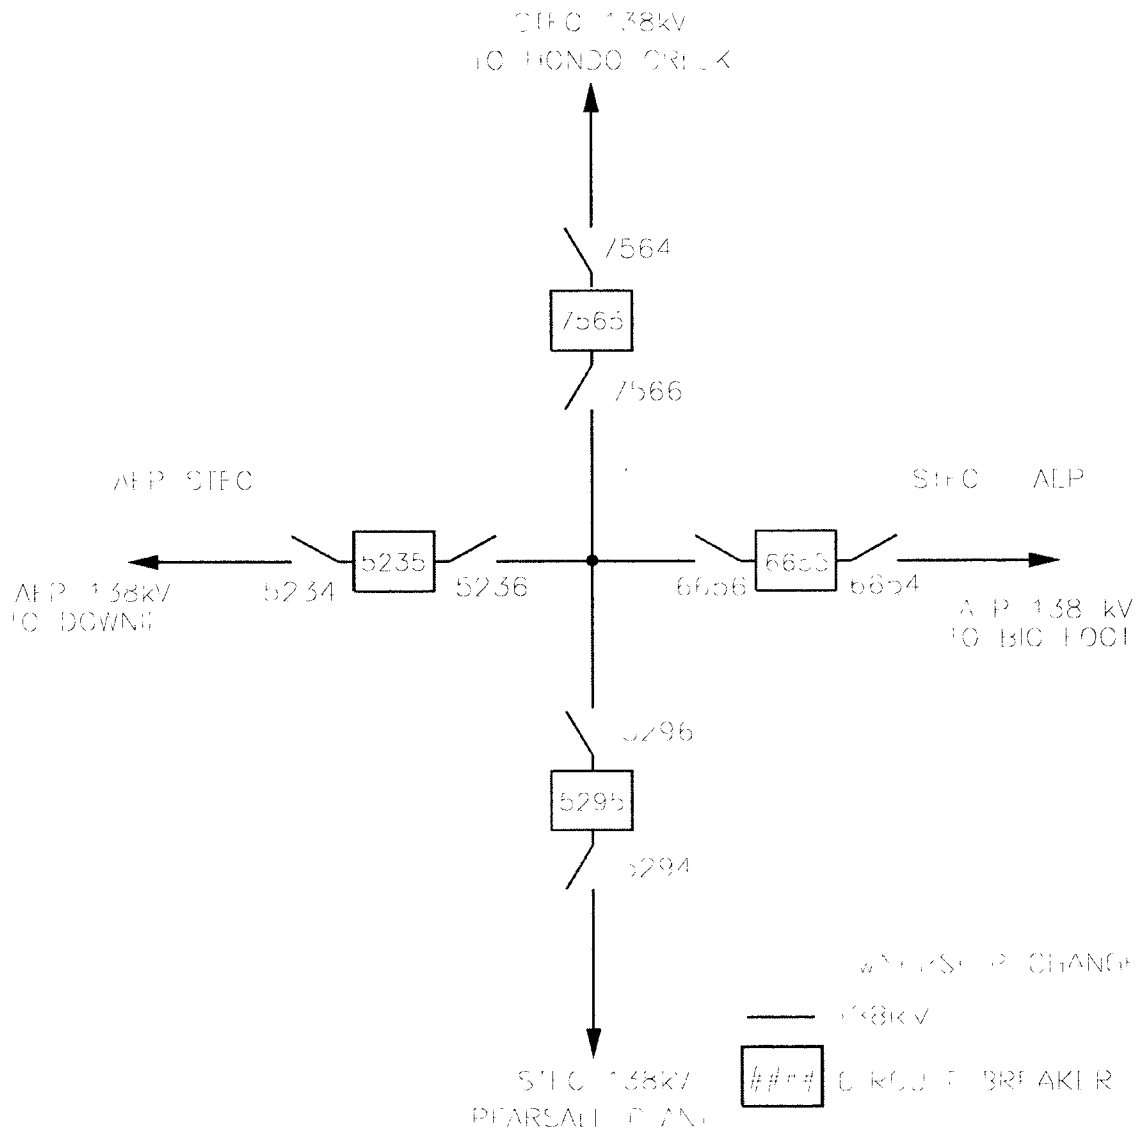 STEC 138kV
TO HONDO CREEK
7564
7565
7566
AEP STEC
STEC AEP
5235
6655
5234
5236
6656
6654
AEP 138kV
TO DOWNIE
AEP 138 kV
TO BIG FOOT
5296
5295
5294
CHANGE
138kV
STEC 138kV
PEARSALL PLANT
#### CIRCUIT BREAKER